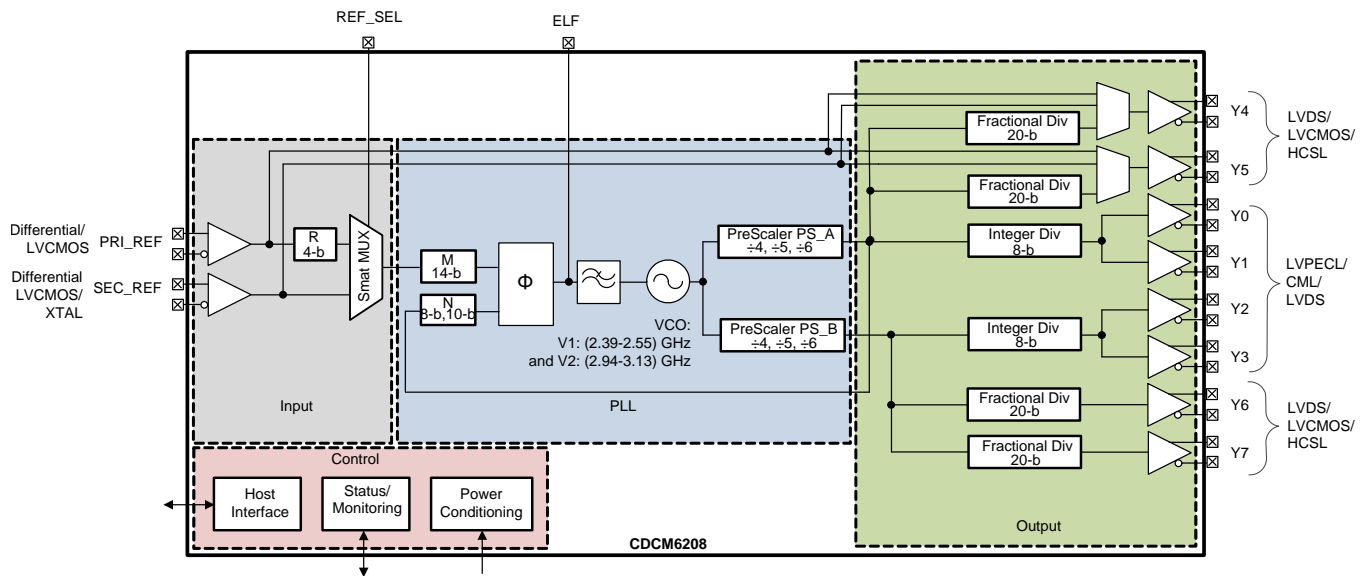 REF_SEL
ELF
Y4
LVDS/
LVCMOS/
HCSL
Fractional Div
20-b
Y5
Fractional Div
20-b
Differential/
LVCMOS
PRI_REF
R
4-b
Smat MUX
Differential
LVCMOS/
XTAL
SEC_REF
M
14-b
N
8-b,10-b
Φ
PreScaler PS_A
÷4, ÷5, ÷6
VCO:
V1: (2.39-2.55) GHz
and V2: (2.94-3.13) GHz
PreScaler PS_B
÷4, ÷5, ÷6
Integer Div
8-b
Y0
Y1
LVPECL/
CML/
LVDS
Integer Div
8-b
Y2
Y3
Input
PLL
Fractional Div
20-b
Y6
LVDS/
LVCMOS/
HCSL
Fractional Div
20-b
Y7
Control
Host
Interface
Status/
Monitoring
Power
Conditioning
Output
CDCM6208